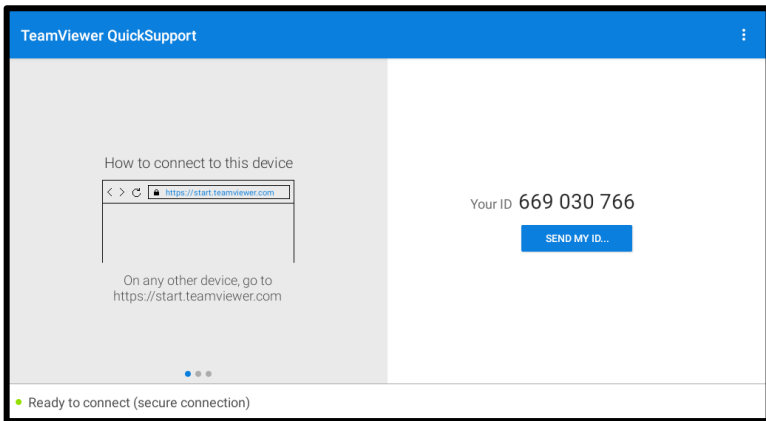 TeamViewer QuickSupport
How to connect to this device
https://start.teamviewer.com
On any other device, go to
https://start.teamviewer.com
Your ID 669 030 766
SEND MY ID...
Ready to connect (secure connection)